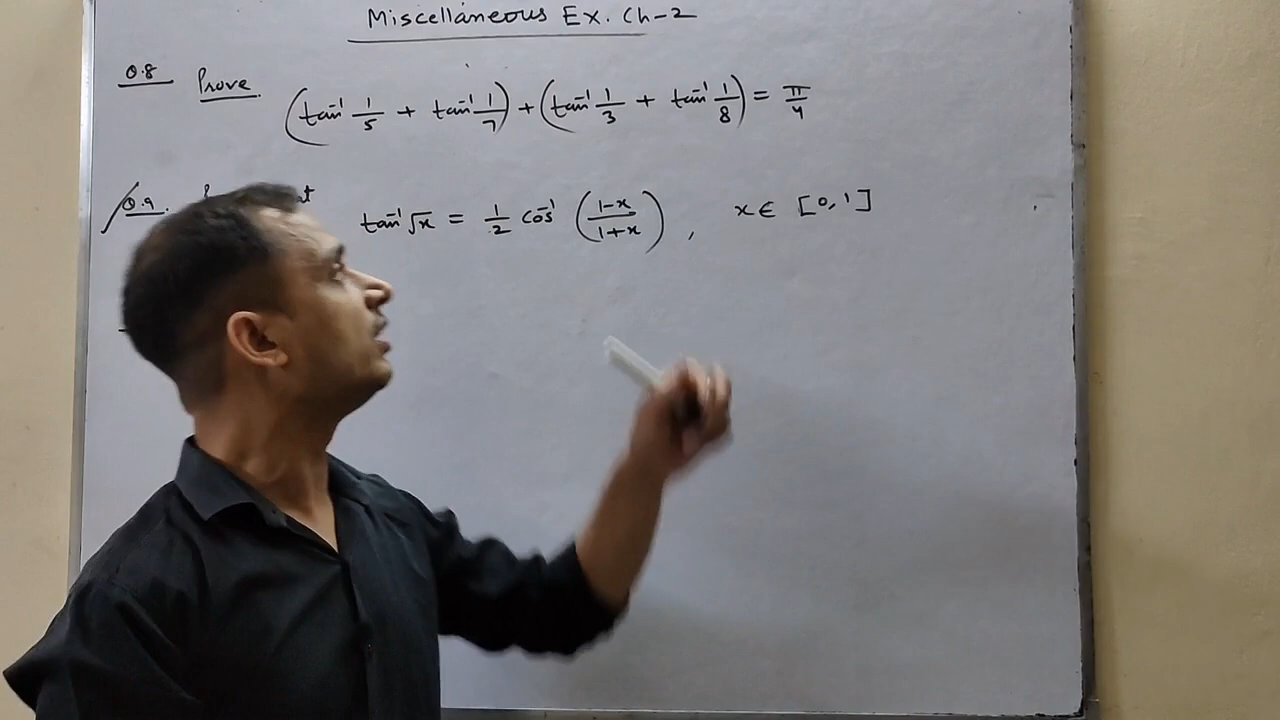 Miscellaneous Ex. Ch-2
Q.8 Prove (tan⁻¹ 1/5 + tan⁻¹ 1/7) + (tan⁻¹ 1/3 + tan⁻¹ 1/8) = π/4
Q.9. tan⁻¹ √x = 1/2 cos⁻¹ (1-x/1+x) , x ∈ [0,1]